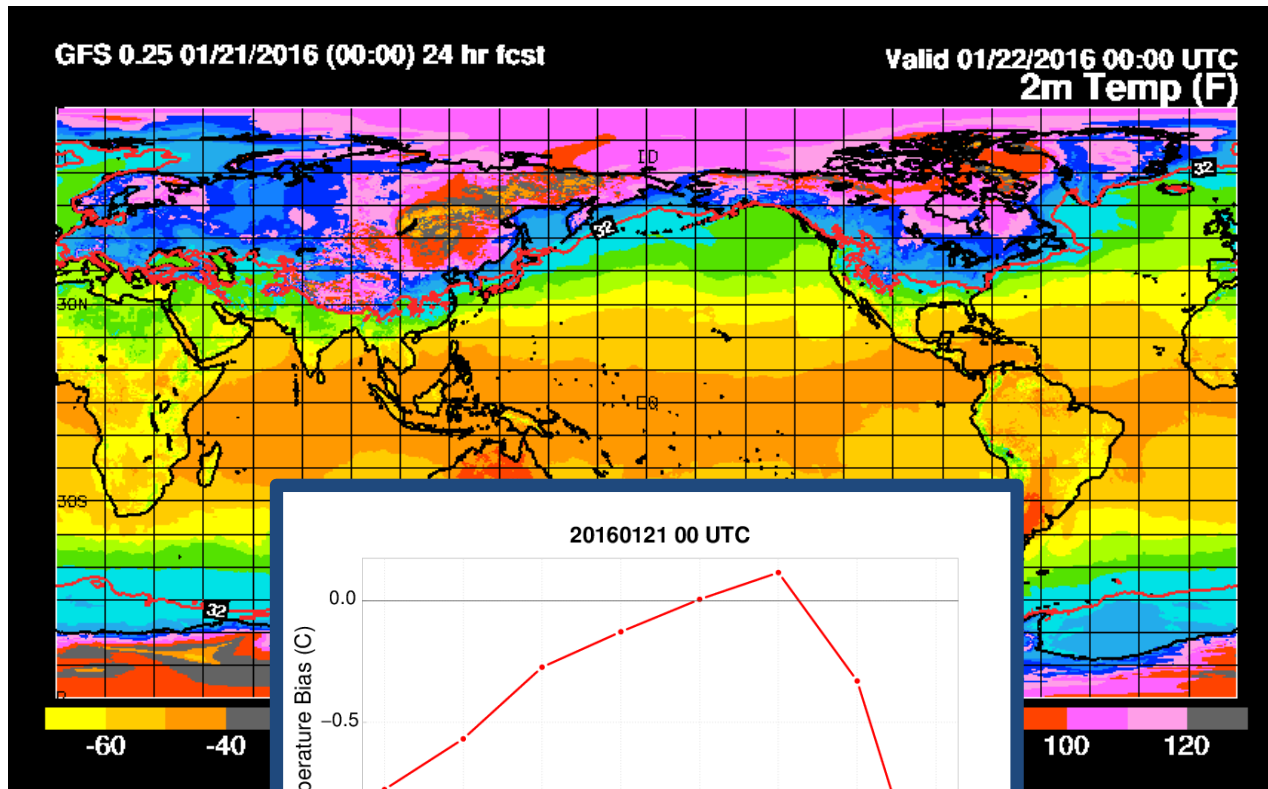 GFS 0.25 01/21/2016 (00:00) 24 hr fcst
Valid 01/22/2016 00:00 UTC
2m Temp (F)
ID
32
32
30N
EQ
30S
32
20160121 00 UTC
0.0
−0.5
perature Bias (C)
-60
-40
100
120